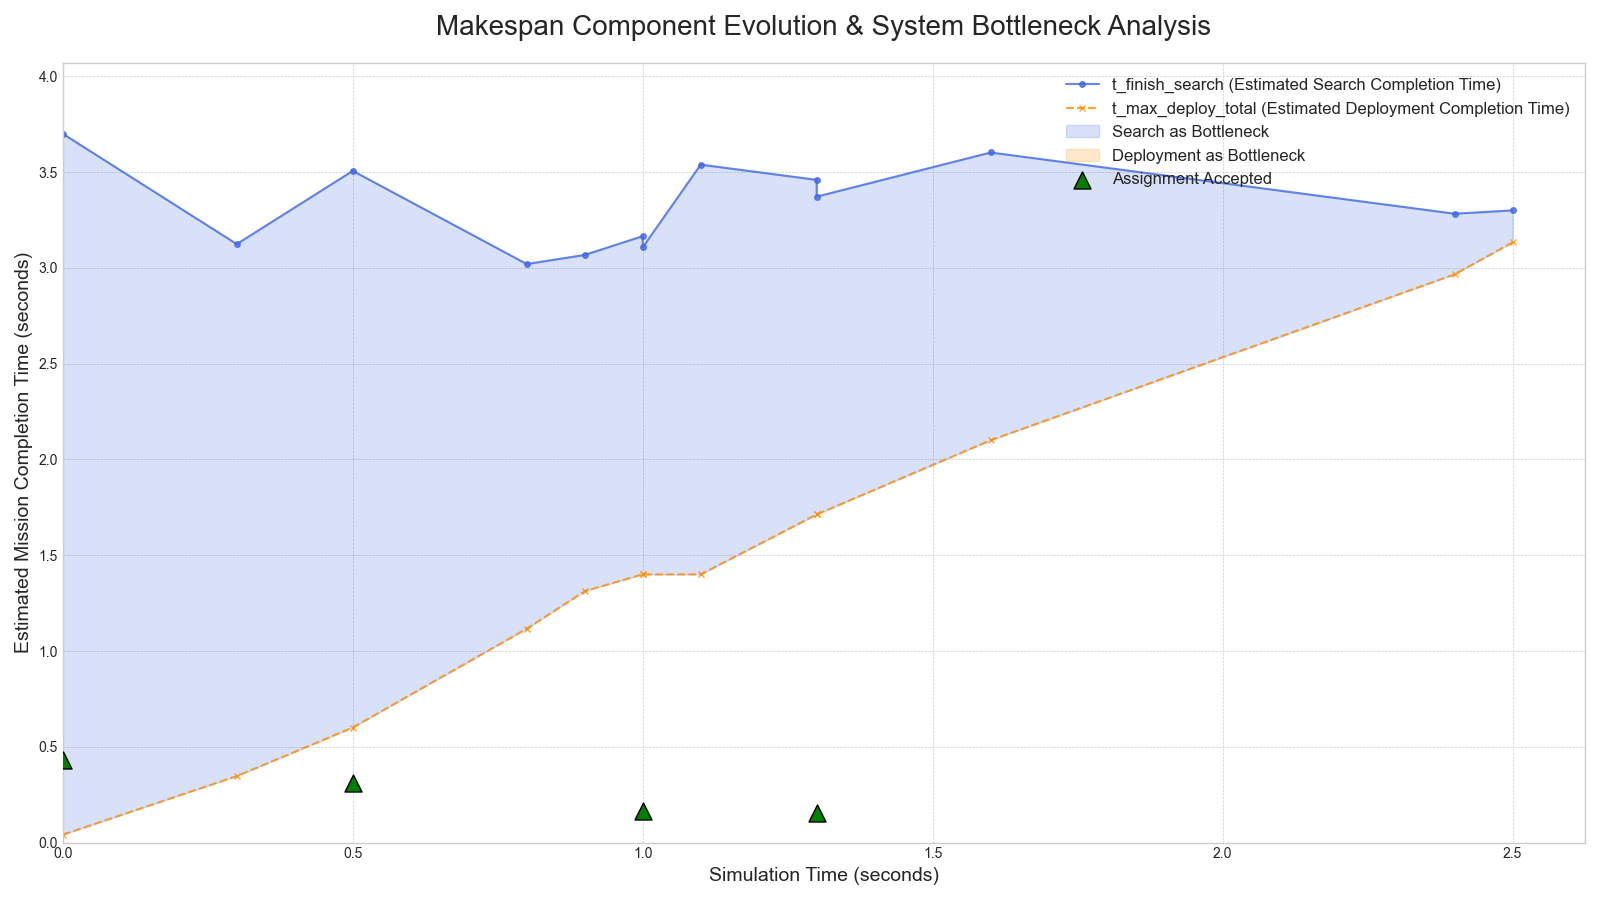 Makespan Component Evolution & System Bottleneck Analysis
t_finish_search (Estimated Search Completion Time)
t_max_deploy_total (Estimated Deployment Completion Time)
Search as Bottleneck
Deployment as Bottleneck
Assignment Accepted
Estimated Mission Completion Time (seconds)
4.0
3.5
3.0
2.5
2.0
1.5
1.0
0.5
0.0
0.0 0.5 1.0 1.5 2.0 2.5
Simulation Time (seconds)